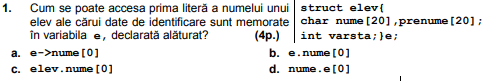 1. Cum se poate accesa prima literă a numelui unui
elev ale cărui date de identificare sunt memorate
în variabila e, declarată alăturat? (4p.)
struct elev{
char nume[20],prenume[20];
int varsta;}e;
a. e->nume[0] b. e.nume[0]
c. elev.nume[0] d. nume.e[0]